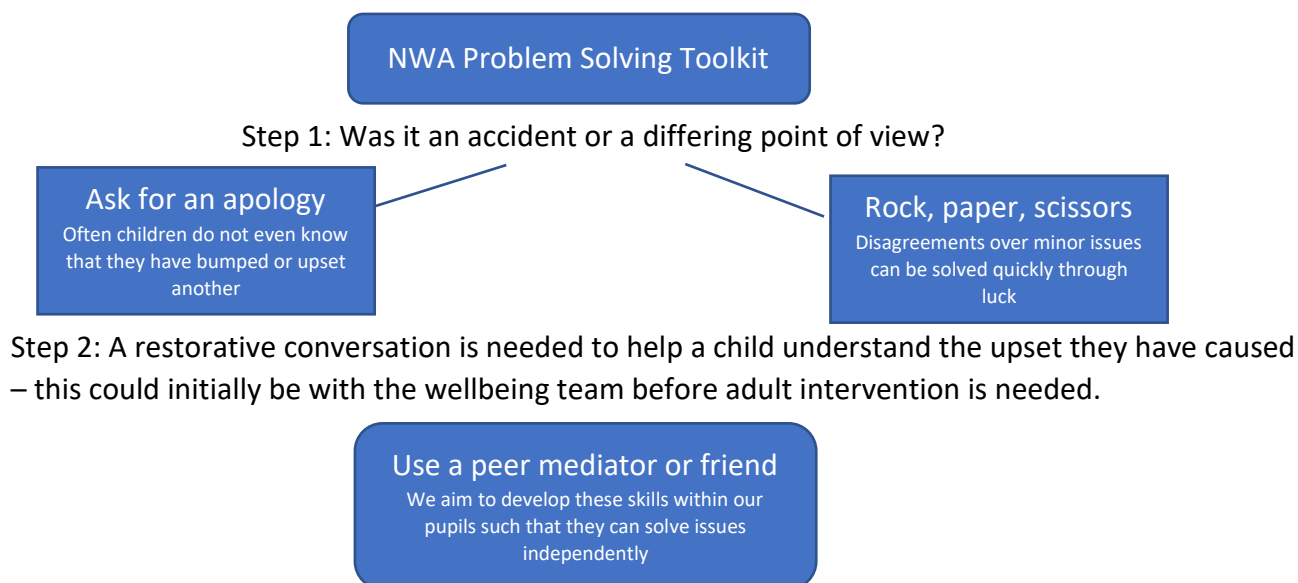 NWA Problem Solving Toolkit
Step 1: Was it an accident or a differing point of view?
Ask for an apology
Often children do not even know
that they have bumped or upset
another
Rock, paper, scissors
Disagreements over minor issues
can be solved quickly through
luck
Step 2: A restorative conversation is needed to help a child understand the upset they have caused
– this could initially be with the wellbeing team before adult intervention is needed.
Use a peer mediator or friend
We aim to develop these skills within our
pupils such that they can solve issues
independently